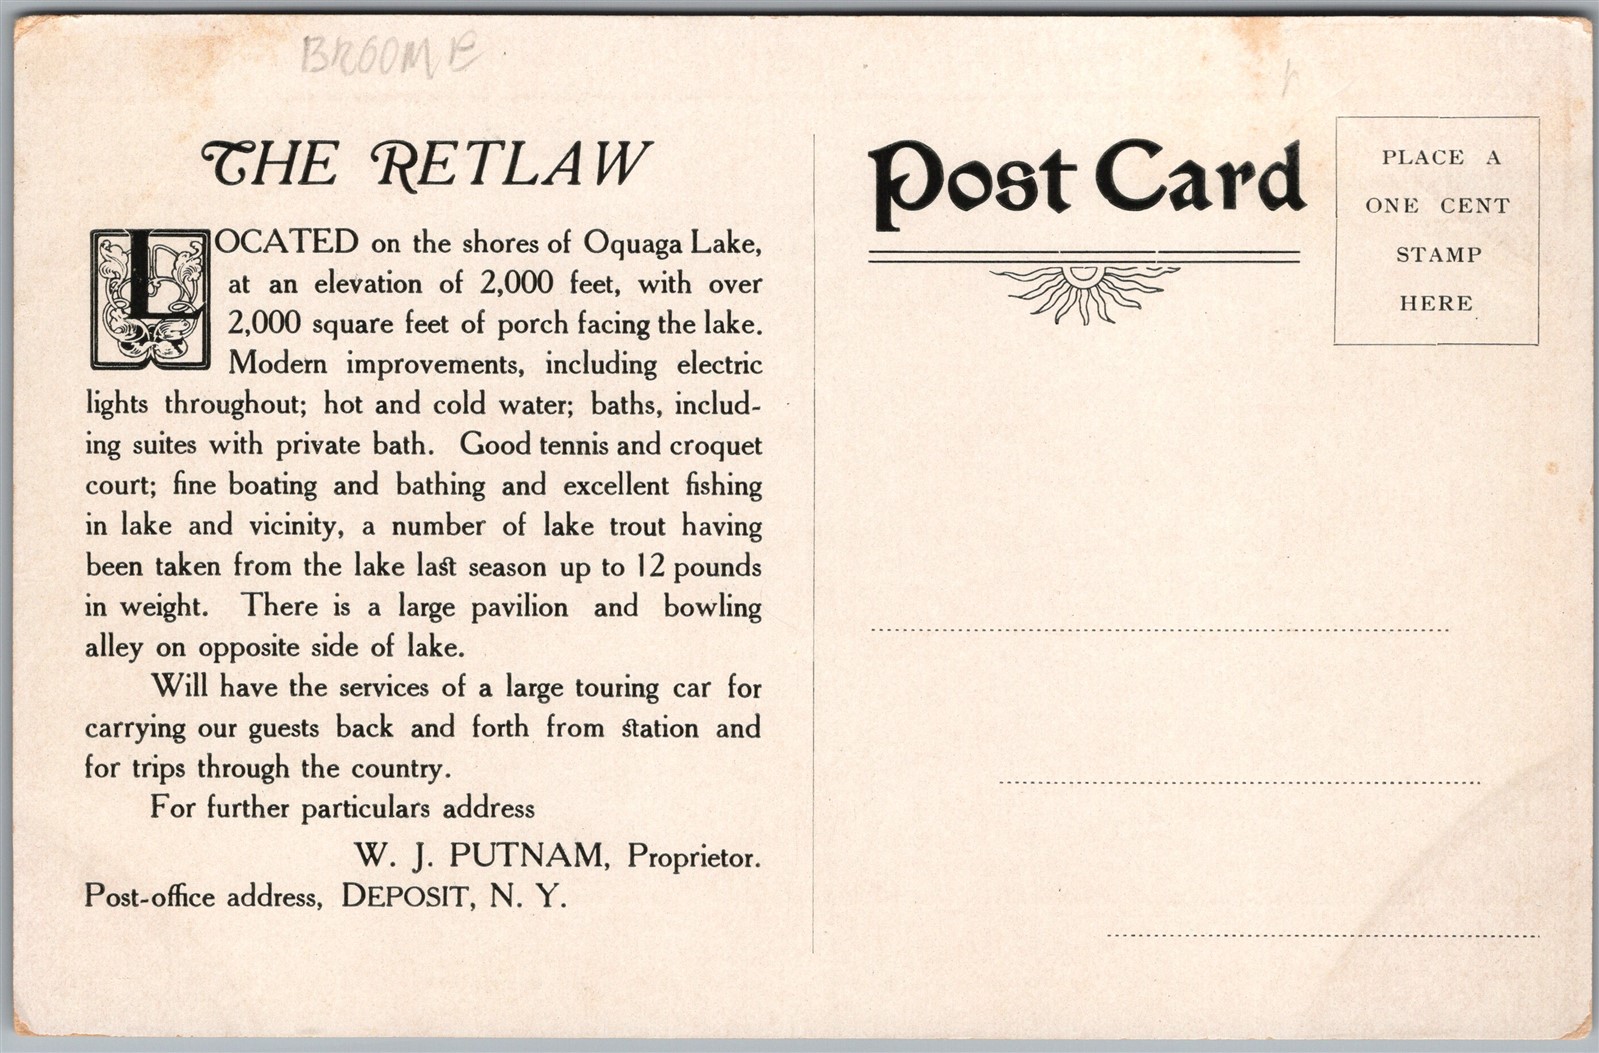 BROOME
THE RETLAW
LOCATED on the shores of Oquaga Lake,
at an elevation of 2,000 feet, with over
2,000 square feet of porch facing the lake.
Modern improvements, including electric
lights throughout; hot and cold water; baths, includ-
ing suites with private bath. Good tennis and croquet
court; fine boating and bathing and excellent fishing
in lake and vicinity, a number of lake trout having
been taken from the lake last season up to 12 pounds
in weight. There is a large pavilion and bowling
alley on opposite side of lake.
Will have the services of a large touring car for
carrying our guests back and forth from station and
for trips through the country.
For further particulars address
W. J. PUTNAM, Proprietor.
Post-office address, DEPOSIT, N. Y.
Post Card
PLACE A
ONE CENT
STAMP
HERE